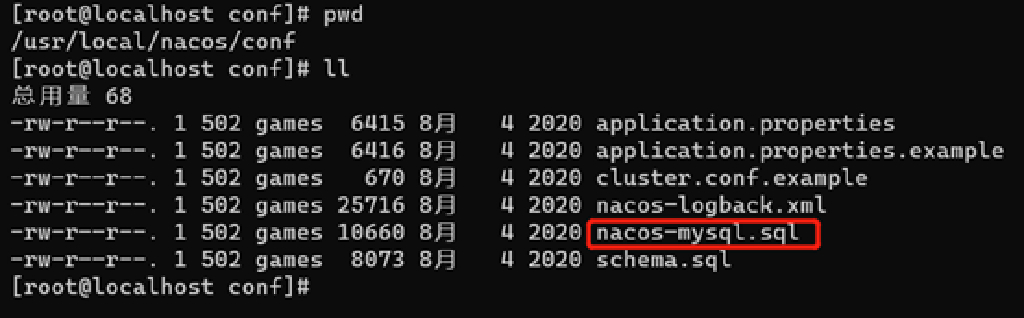 [root@localhost conf]# pwd
/usr/local/nacos/conf
[root@localhost conf]# ll
总用量 68
-rw-r--r--. 1 502 games  6415 8月   4 2020 application.properties
-rw-r--r--. 1 502 games  6416 8月   4 2020 application.properties.example
-rw-r--r--. 1 502 games   670 8月   4 2020 cluster.conf.example
-rw-r--r--. 1 502 games 25716 8月   4 2020 nacos-logback.xml
-rw-r--r--. 1 502 games 10660 8月   4 2020 nacos-mysql.sql
-rw-r--r--. 1 502 games  8073 8月   4 2020 schema.sql
[root@localhost conf]#